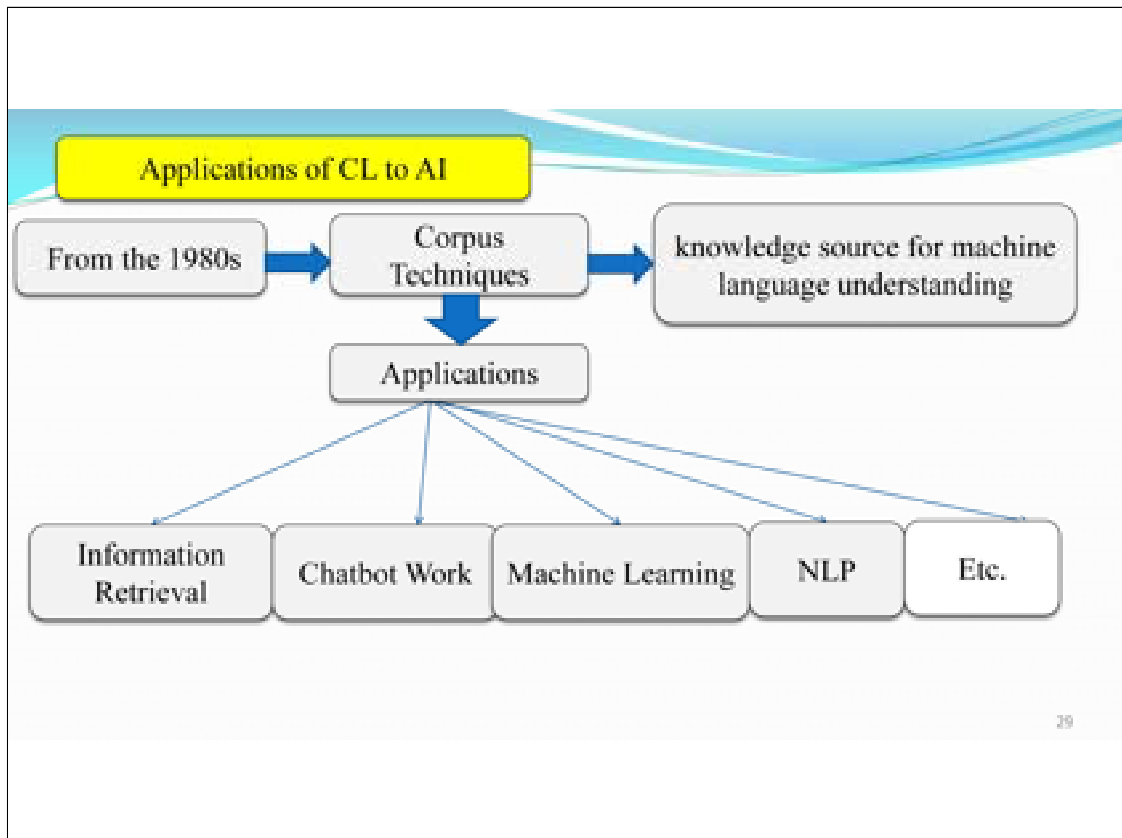 Applications of CL to AI
From the 1980s
Corpus
Techniques
knowledge source for machine
language understanding
Applications
Information
Retrieval
Chatbot Work
Machine Learning
NLP
Etc.
29